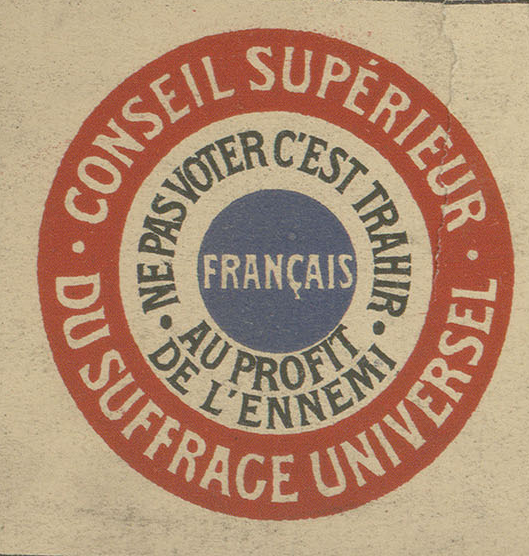 CONSEIL SUPÉRIEUR
DU SUFFRAGE UNIVERSEL
NE PAS VOTER C'EST TRAHIR
AU PROFIT
DE L'ENNEMI
FRANÇAIS